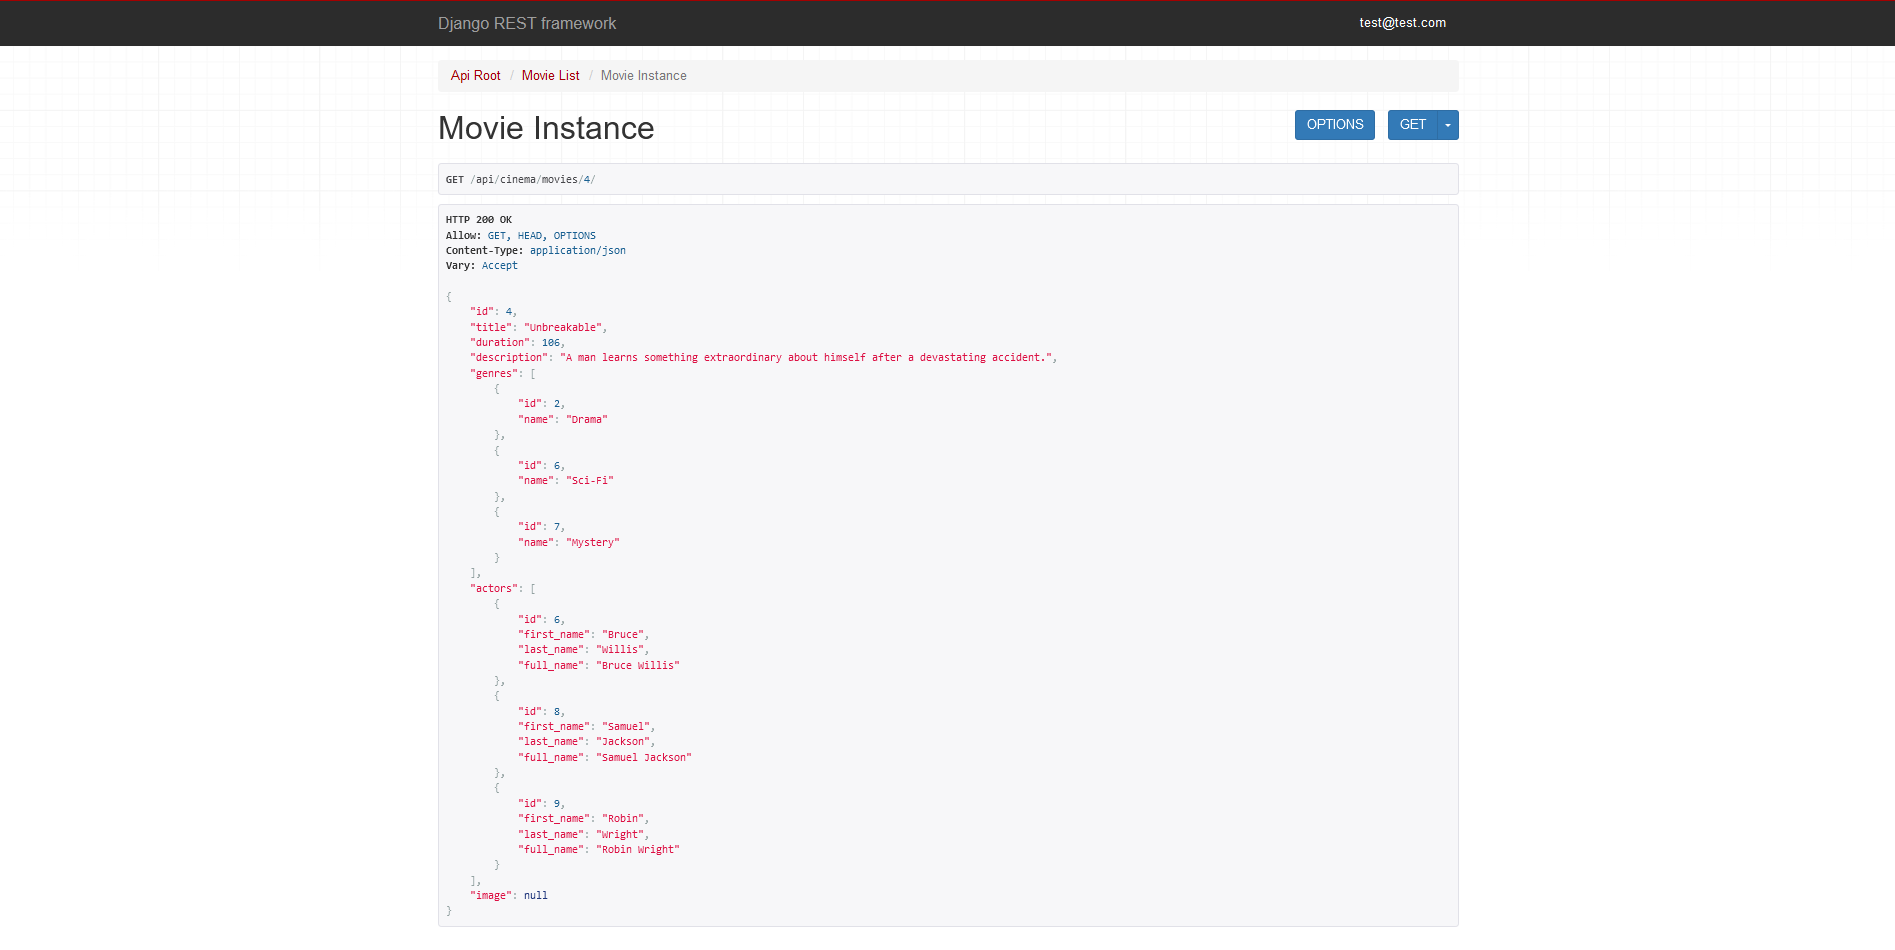 Django REST framework
test@test.com
Api Root / Movie List / Movie Instance
Movie Instance
OPTIONS
GET
GET /api/cinema/movies/4/
HTTP 200 OK
Allow: GET, HEAD, OPTIONS
Content-Type: application/json
Vary: Accept
{
    "id": 4,
    "title": "Unbreakable",
    "duration": 106,
    "description": "A man learns something extraordinary about himself after a devastating accident.",
    "genres": [
        {
            "id": 2,
            "name": "Drama"
        },
        {
            "id": 6,
            "name": "Sci-Fi"
        },
        {
            "id": 7,
            "name": "Mystery"
        }
    ],
    "actors": [
        {
            "id": 6,
            "first_name": "Bruce",
            "last_name": "Willis",
            "full_name": "Bruce Willis"
        },
        {
            "id": 8,
            "first_name": "Samuel",
            "last_name": "Jackson",
            "full_name": "Samuel Jackson"
        },
        {
            "id": 9,
            "first_name": "Robin",
            "last_name": "Wright",
            "full_name": "Robin Wright"
        }
    ],
    "image": null
}